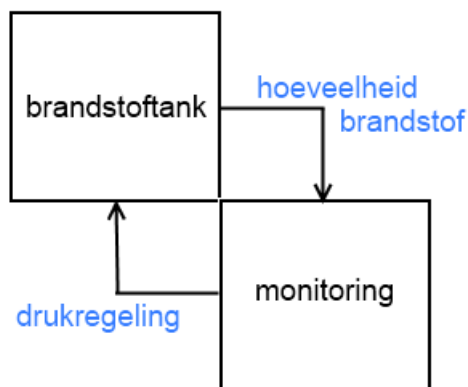 brandstoftank
hoeveelheid
brandstof
drukregeling
monitoring